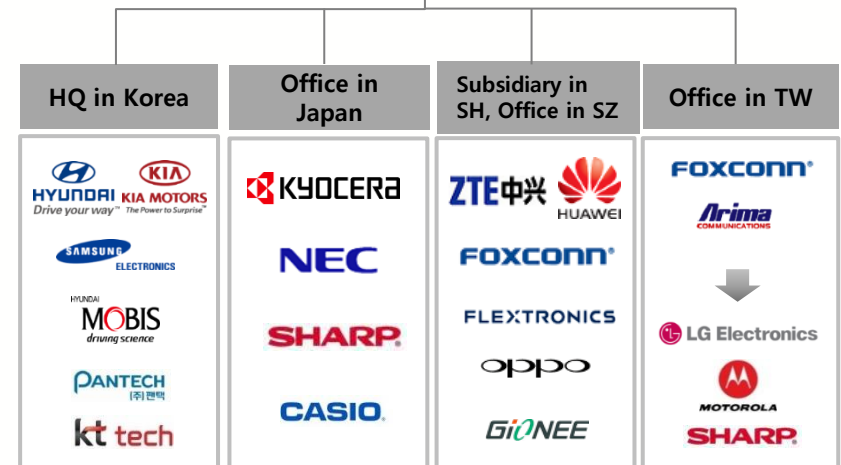 HQ in Korea
HYUNDAI
Drive your way™
KIA
KIA MOTORS
The Power to Surprise™
SAMSUNG
ELECTRONICS
HYUNDAI
MOBIS
driving science
PANTECH
(주)팬택
kt tech
Office in
Japan
KYOCERA
NEC
SHARP
CASIO
Subsidiary in
SH, Office in SZ
ZTE中兴
HUAWEI
FOXCONN®
FLEXTRONICS
oppo
GiONEE
Office in TW
FOXCONN®
Arima
COMMUNICATIONS
LG Electronics
MOTOROLA
SHARP